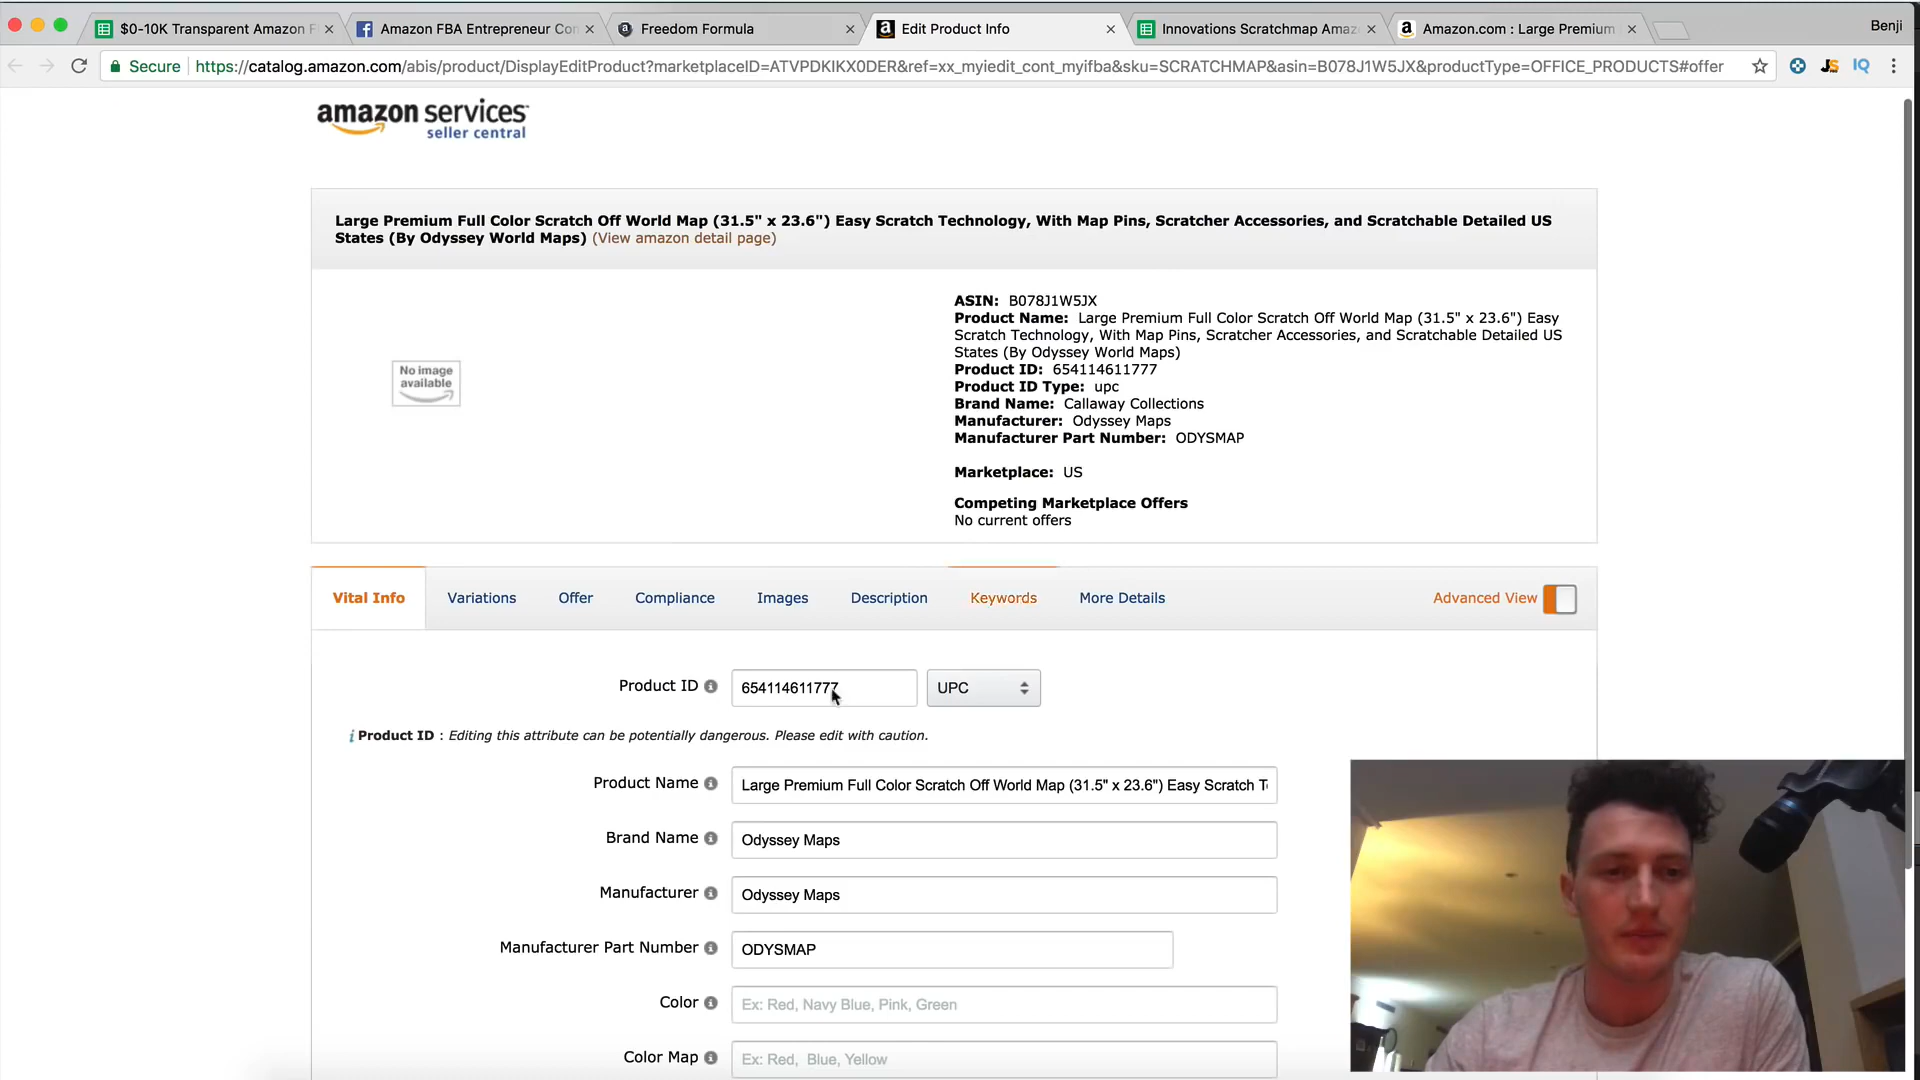 $0-10K Transparent Amazon F
Amazon FBA Entrepreneur Con
Freedom Formula
Edit Product Info
Innovations Scratchmap Amaz
Amazon.com : Large Premium
Benji
Secure
https://catalog.amazon.com/abis/product/DisplayEditProduct?marketplaceID=ATVPDKIKX0DER&ref=xx_myiedit_cont_myifba&sku=SCRATCHMAP&asin=B078J1W5JX&productType=OFFICE_PRODUCTS#offer
JS
IQ
amazon services
seller central
Large Premium Full Color Scratch Off World Map (31.5" x 23.6") Easy Scratch Technology, With Map Pins, Scratcher Accessories, and Scratchable Detailed US
States (By Odyssey World Maps) (View amazon detail page)
No image
available
ASIN: B078J1W5JX
Product Name: Large Premium Full Color Scratch Off World Map (31.5" x 23.6") Easy
Scratch Technology, With Map Pins, Scratcher Accessories, and Scratchable Detailed US
States (By Odyssey World Maps)
Product ID: 654114611777
Product ID Type: upc
Brand Name: Callaway Collections
Manufacturer: Odyssey Maps
Manufacturer Part Number: ODYSMAP
Marketplace: US
Competing Marketplace Offers
No current offers
Vital Info
Variations
Offer
Compliance
Images
Description
Keywords
More Details
Advanced View
Product ID
654114611777
UPC
Product ID : Editing this attribute can be potentially dangerous. Please edit with caution.
Product Name
Large Premium Full Color Scratch Off World Map (31.5" x 23.6") Easy Scratch T
Brand Name
Odyssey Maps
Manufacturer
Odyssey Maps
Manufacturer Part Number
ODYSMAP
Color
Ex: Red, Navy Blue, Pink, Green
Color Map
Ex: Red, Blue, Yellow